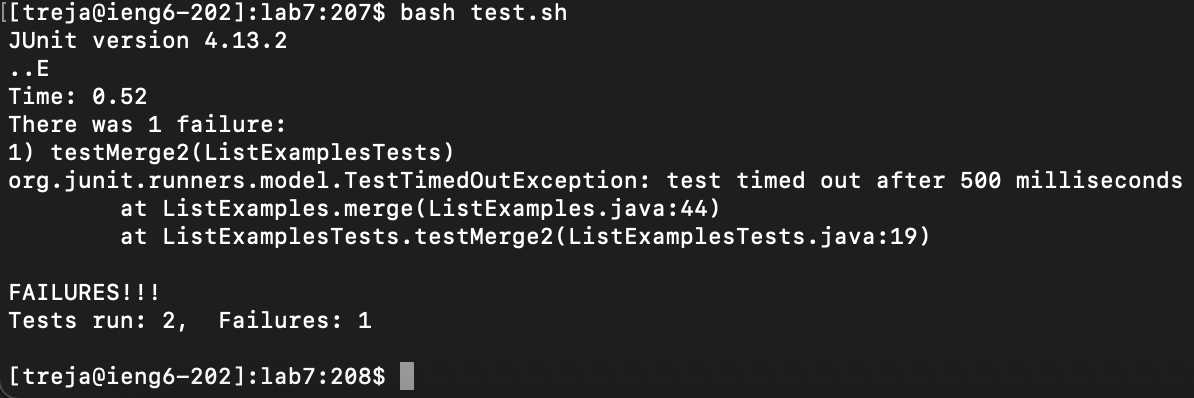 [[treja@ieng6-202]:lab7:207$ bash test.sh
JUnit version 4.13.2
..E
Time: 0.52
There was 1 failure:
1) testMerge2(ListExamplesTests)
org.junit.runners.model.TestTimedOutException: test timed out after 500 milliseconds
        at ListExamples.merge(ListExamples.java:44)
        at ListExamplesTests.testMerge2(ListExamplesTests.java:19)

FAILURES!!!
Tests run: 2,  Failures: 1

[treja@ieng6-202]:lab7:208$